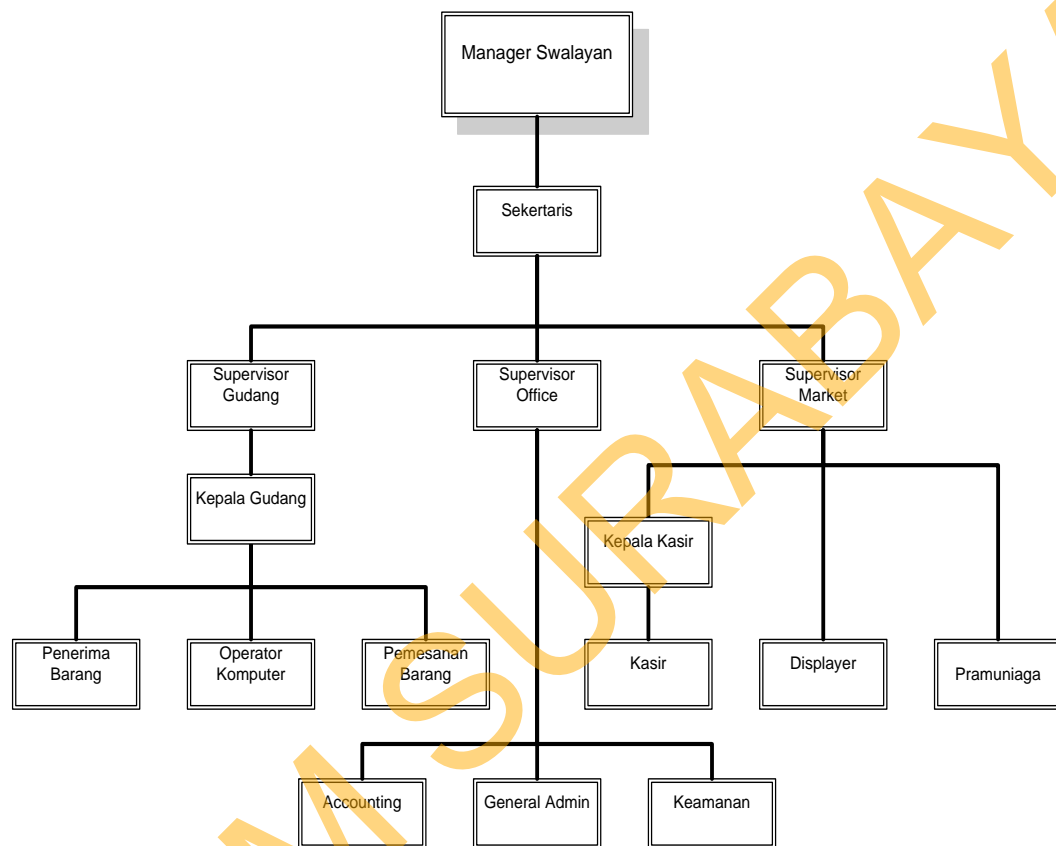 Manager Swalayan
Sekertaris
Supervisor
Gudang
Supervisor
Office
Supervisor
Market
Kepala Gudang
Kepala Kasir
Penerima
Barang
Operator
Komputer
Pemesanan
Barang
Kasir
Displayer
Pramuniaga
Accounting
General Admin
Keamanan
M SURABAYA